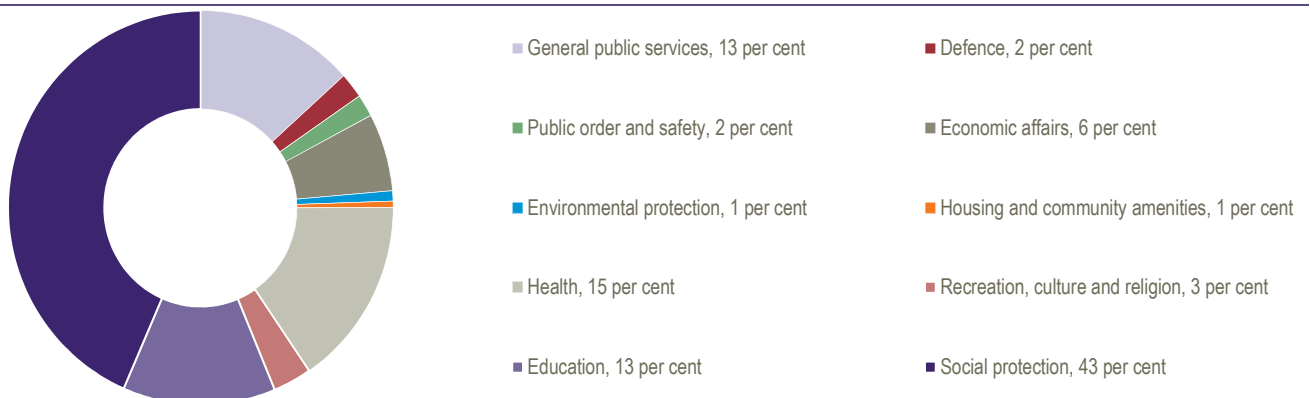 General public services, 13 per cent
Defence, 2 per cent
Public order and safety, 2 per cent
Economic affairs, 6 per cent
Environmental protection, 1 per cent
Housing and community amenities, 1 per cent
Health, 15 per cent
Recreation, culture and religion, 3 per cent
Education, 13 per cent
Social protection, 43 per cent